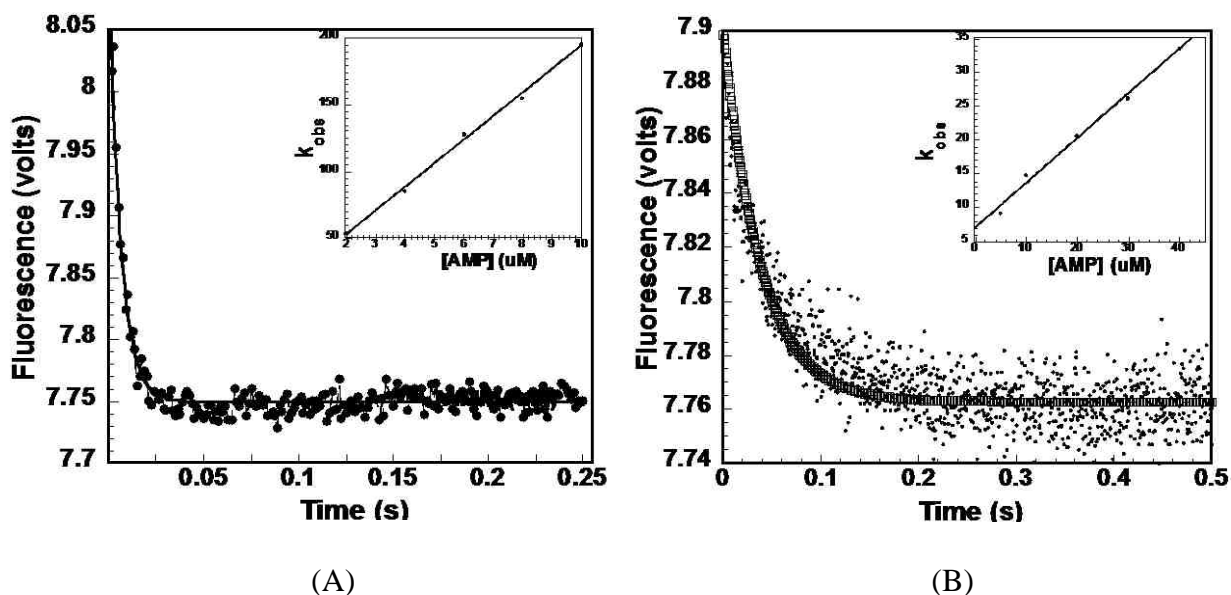 8.05
8
7.95
7.9
7.85
7.8
7.75
7.7
Fluorescence (volts)
0.05 0.1 0.15 0.2 0.25
Time (s)
200
150
100
50
kobs
2 3 4 5 6 7 8 9 10
[AMP] (uM)
(A)
7.9
7.88
7.86
7.84
7.82
7.8
7.78
7.76
7.74
Fluorescence (volts)
0 0.1 0.2 0.3 0.4 0.5
Time (s)
35
30
25
20
15
10
5
kobs
0 10 20 30 40
[AMP] (uM)
(B)